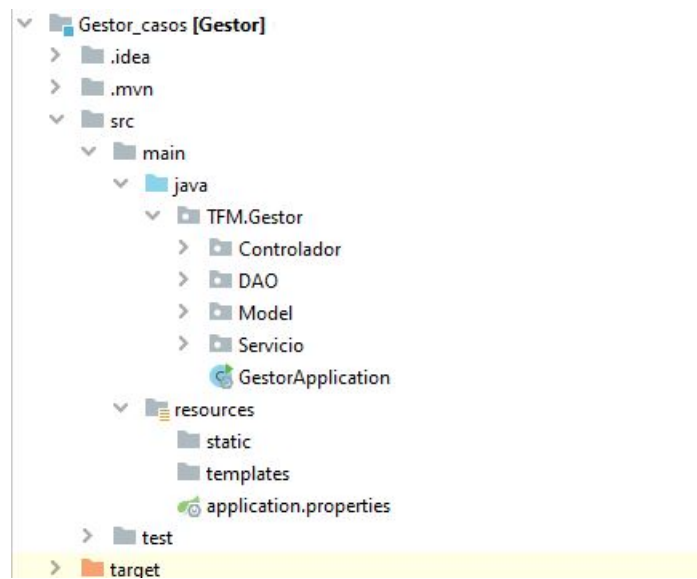 Gestor_casos [Gestor]
.idea
.mvn
src
main
java
TFM.Gestor
Controlador
DAO
Model
Servicio
GestorApplication
resources
static
templates
application.properties
test
target